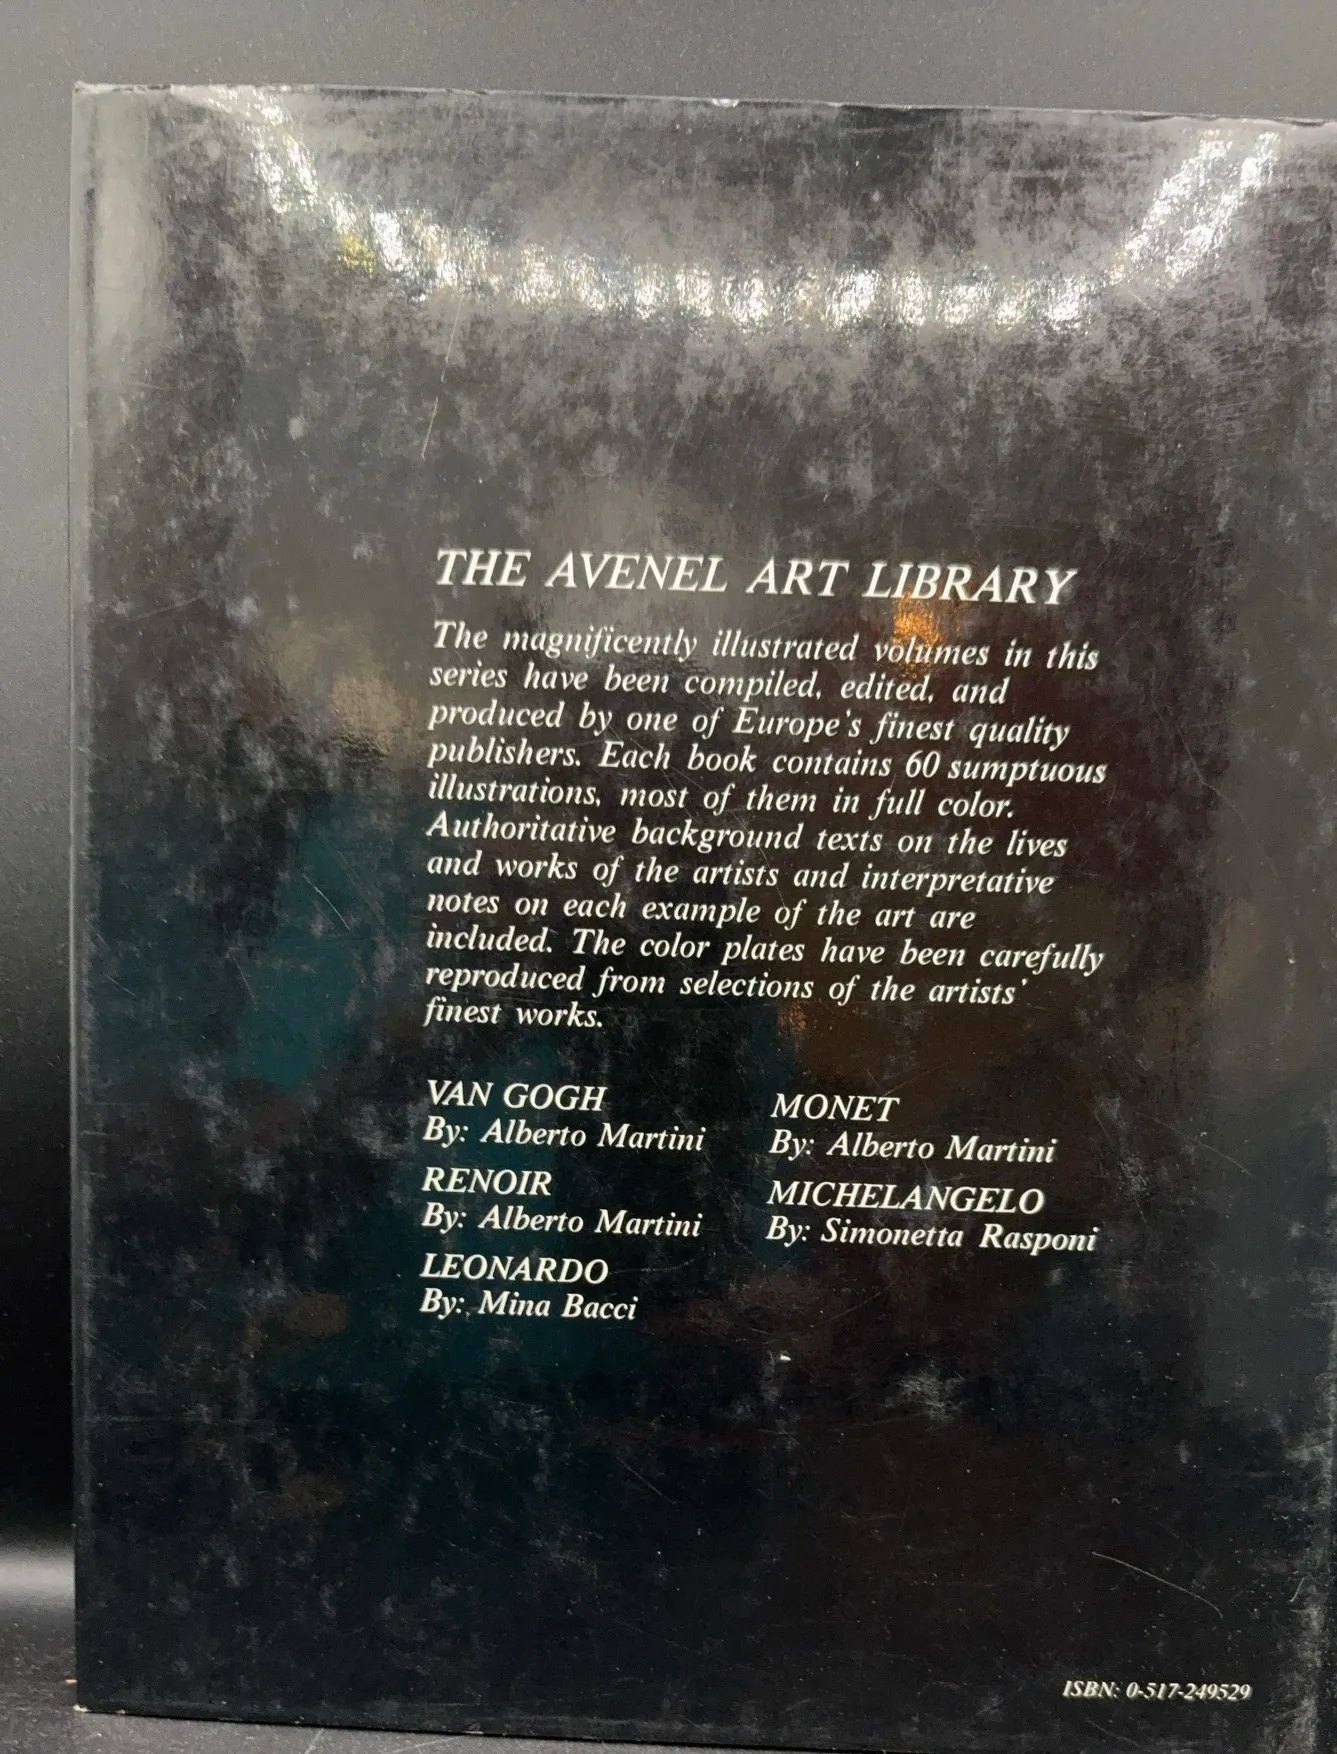 THE AVENEL ART LIBRARY
The magnificently illustrated volumes in this
series have been compiled, edited, and
produced by one of Europe's finest quality
publishers. Each book contains 60 sumptuous
illustrations, most of them in full color.
Authoritative background texts on the lives
and works of the artists and interpretative
notes on each example of the art are
included. The color plates have been carefully
reproduced from selections of the artists'
finest works.
VAN GOGH
By: Alberto Martini
RENOIR
By: Alberto Martini
LEONARDO
By: Mina Bacci
MONET
By: Alberto Martini
MICHELANGELO
By: Simonetta Rasponi
ISBN: 0-517-249529